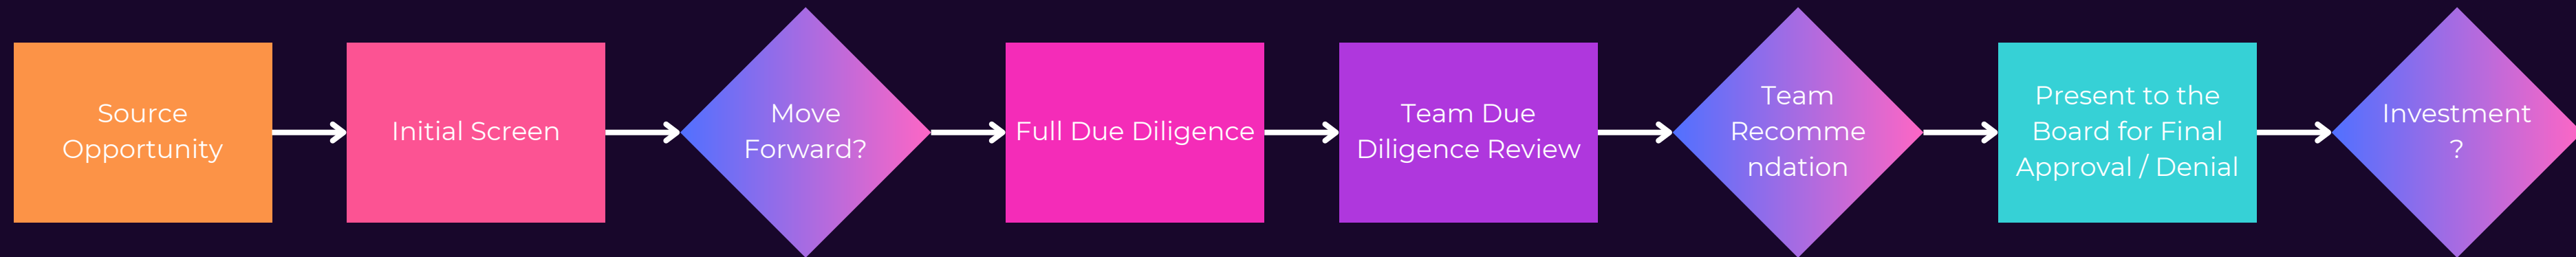 Source
Opportunity
Initial Screen
Move
Forward?
Full Due Diligence
Team Due
Diligence Review
Team
Recomme
ndation
Present to the
Board for Final
Approval / Denial
Investment
?